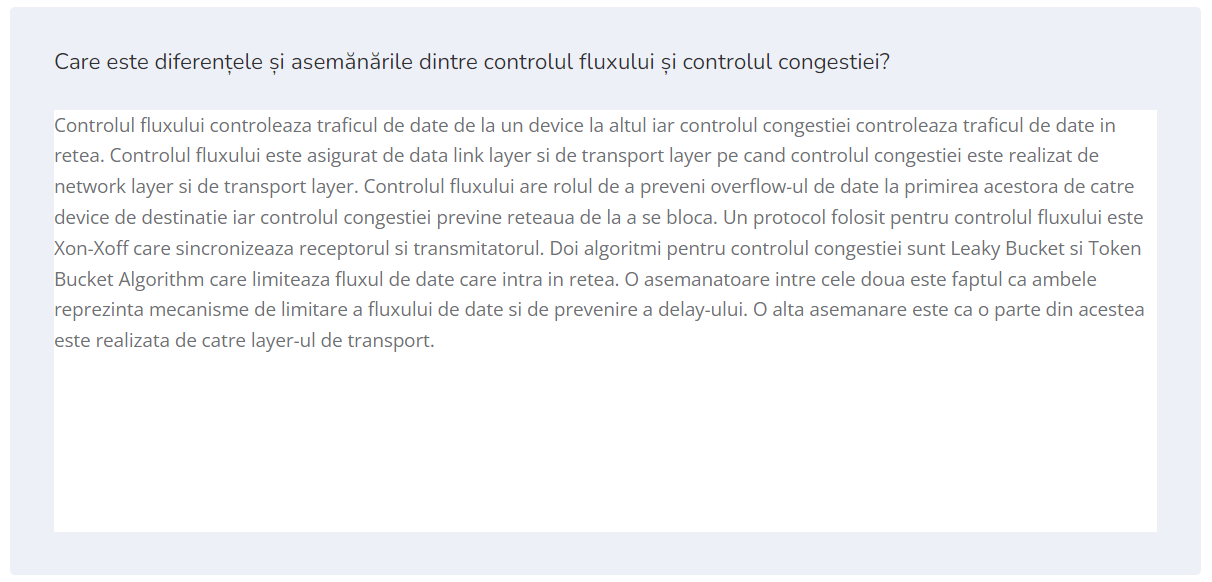 Care este diferențele și asemănările dintre controlul fluxului și controlul congestiei?
Controlul fluxului controleaza traficul de date de la un device la altul iar controlul congestiei controleaza traficul de date in
retea. Controlul fluxului este asigurat de data link layer si de transport layer pe cand controlul congestiei este realizat de
network layer si de transport layer. Controlul fluxului are rolul de a preveni overflow-ul de date la primirea acestora de catre
device de destinatie iar controlul congestiei previne reteaua de la a se bloca. Un protocol folosit pentru controlul fluxului este
Xon-Xoff care sincronizeaza receptorul si transmitatorul. Doi algoritmi pentru controlul congestiei sunt Leaky Bucket si Token
Bucket Algorithm care limiteaza fluxul de date care intra in retea. O asemanatoare intre cele doua este faptul ca ambele
reprezinta mecanisme de limitare a fluxului de date si de prevenire a delay-ului. O alta asemanare este ca o parte din acestea
este realizata de catre layer-ul de transport.